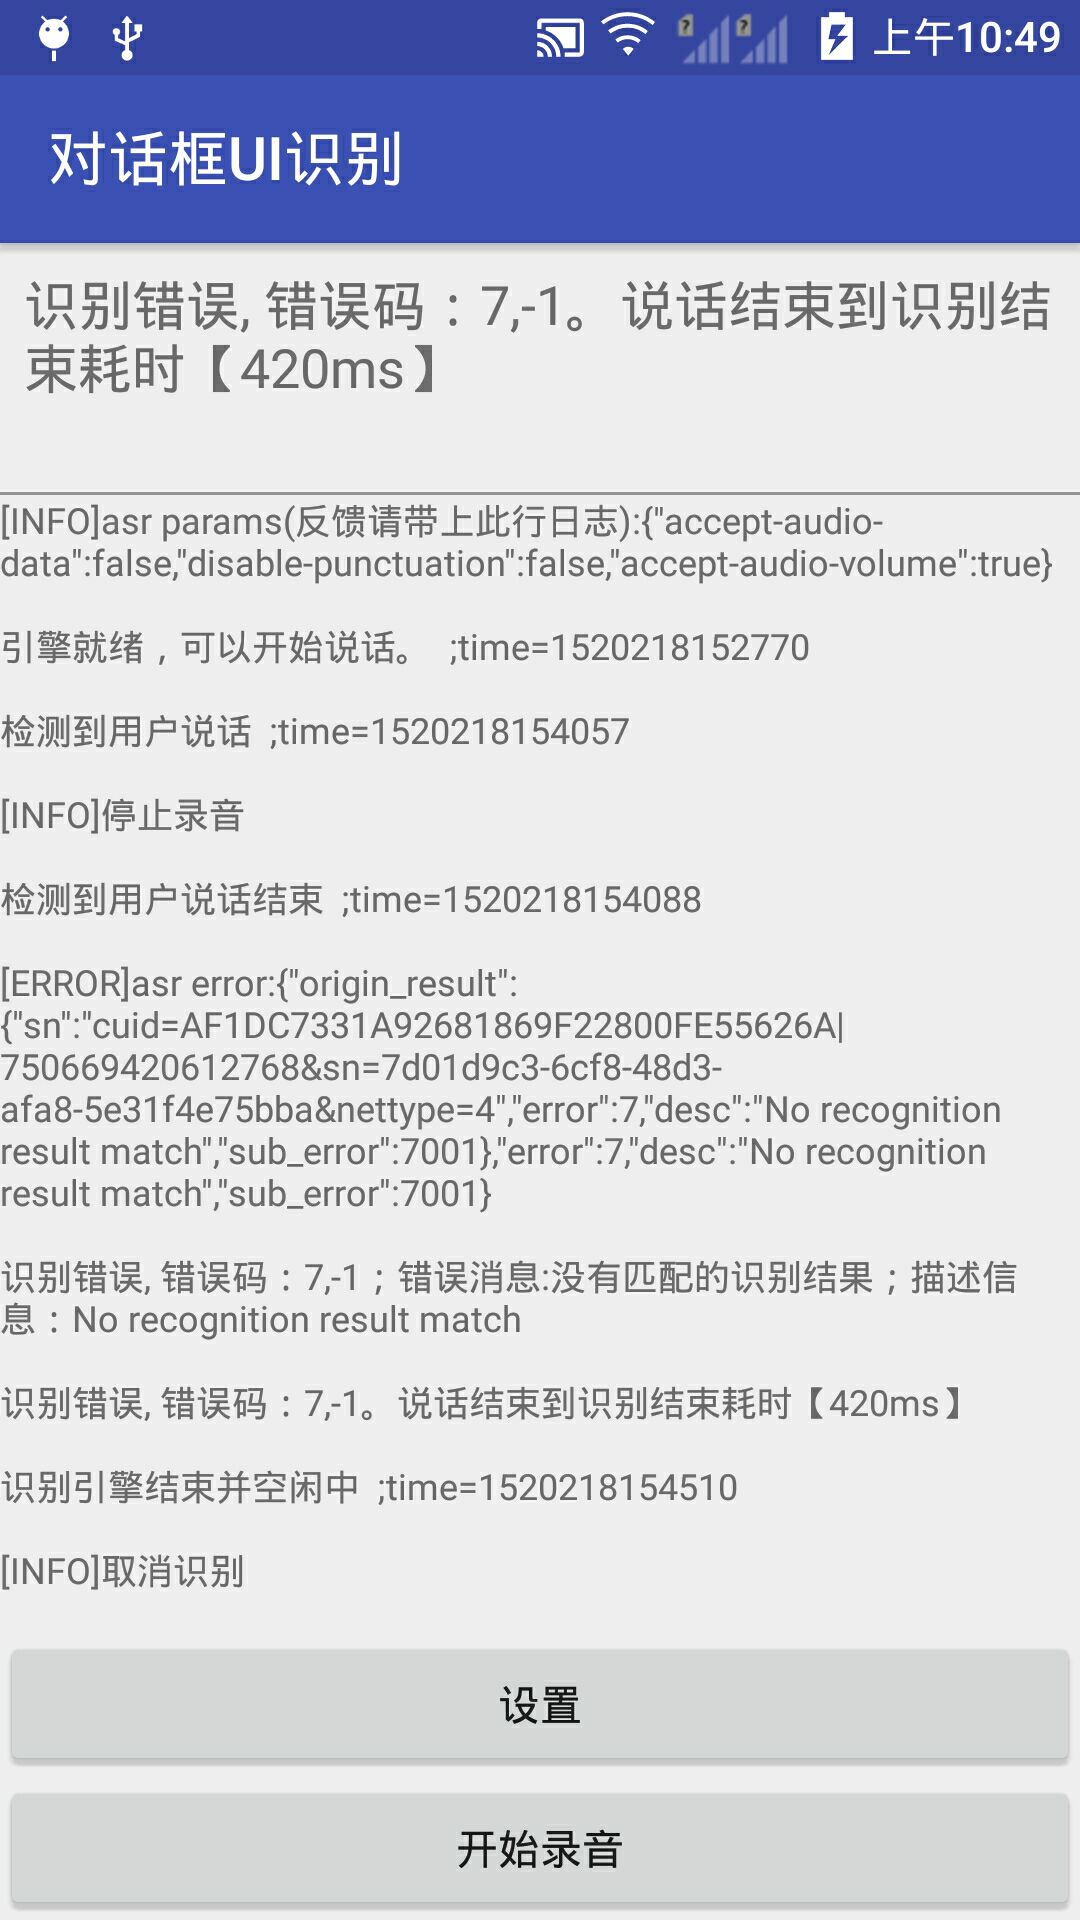 上午10:49
对话框UI识别
识别错误, 错误码：7,-1。说话结束到识别结
束耗时【420ms】
[INFO]asr params(反馈请带上此行日志):{"accept-audio-
data":false,"disable-punctuation":false,"accept-audio-volume":true}
引擎就绪，可以开始说话。 ;time=1520218152770
检测到用户说话 ;time=1520218154057
[INFO]停止录音
检测到用户说话结束 ;time=1520218154088
[ERROR]asr error:{"origin_result":
{"sn":"cuid=AF1DC7331A92681869F22800FE55626A|
750669420612768&sn=7d01d9c3-6cf8-48d3-
afa8-5e31f4e75bba&nettype=4","error":7,"desc":"No recognition
result match","sub_error":7001},"error":7,"desc":"No recognition
result match","sub_error":7001}
识别错误, 错误码：7,-1；错误消息:没有匹配的识别结果；描述信
息：No recognition result match
识别错误, 错误码：7,-1。说话结束到识别结束耗时【420ms】
识别引擎结束并空闲中 ;time=1520218154510
[INFO]取消识别
设置
开始录音